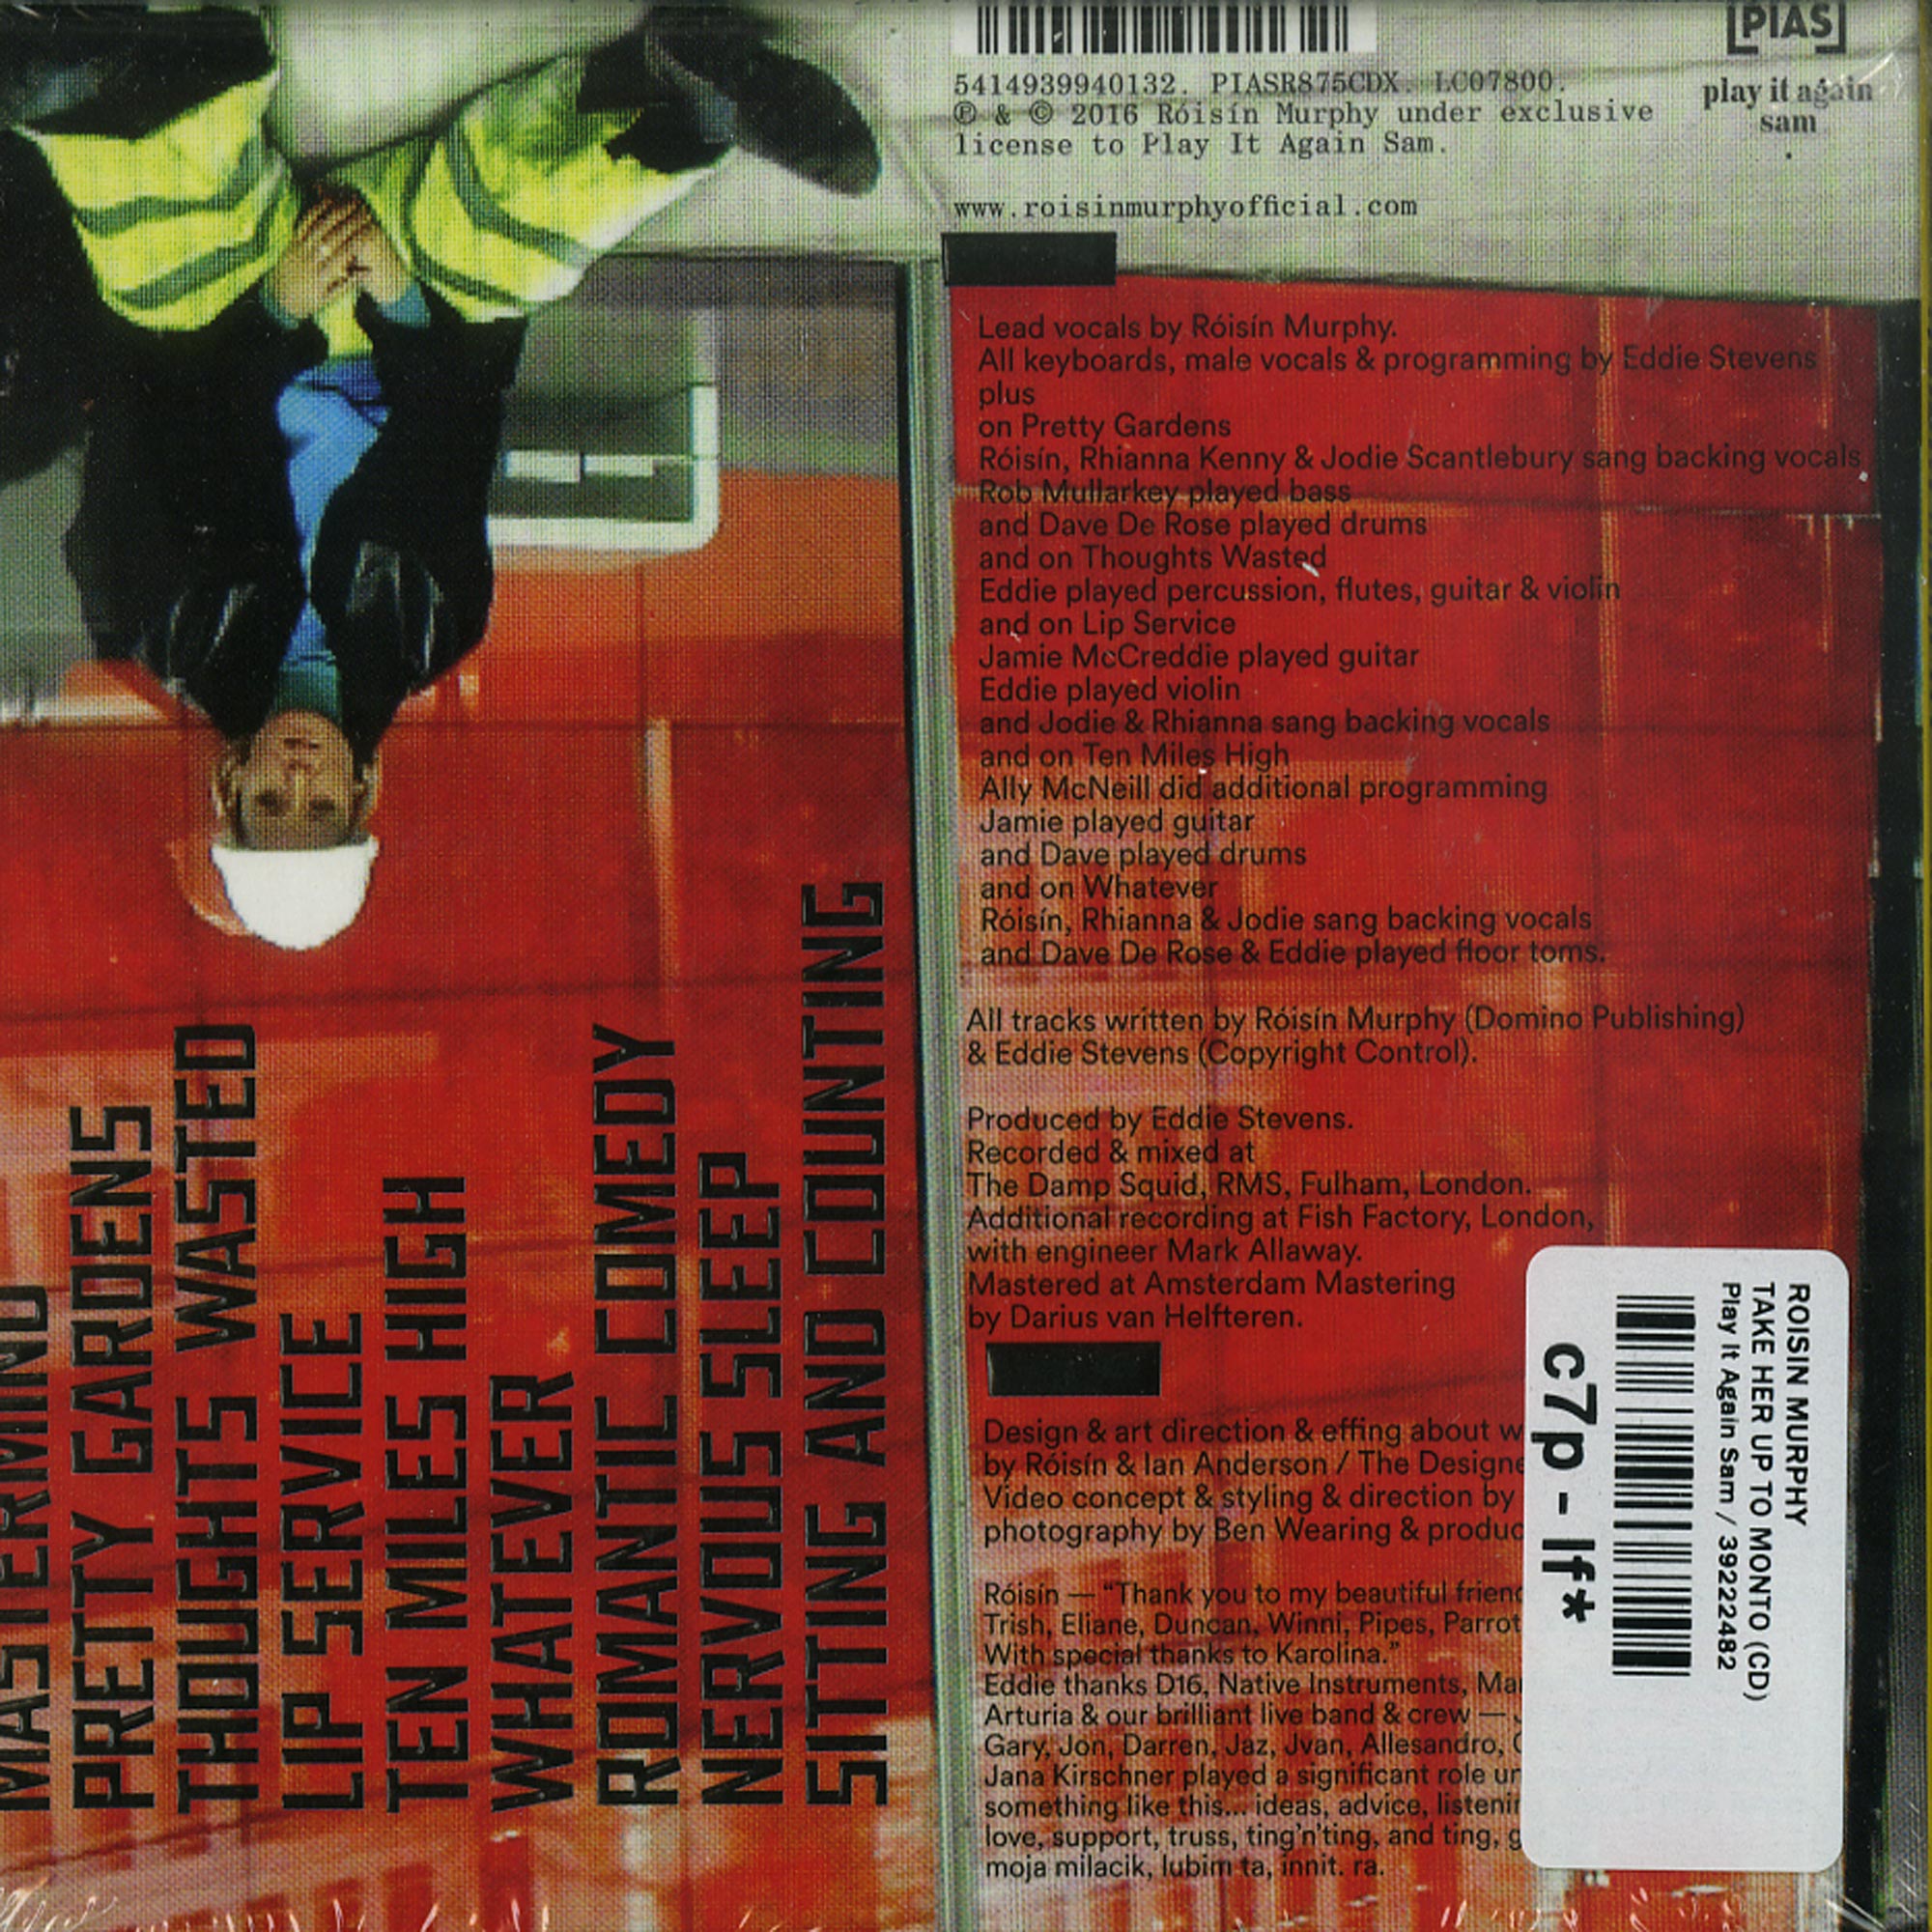 [PIAS]
play it again
sam
5414939940132. PIASR875CDX. LC07800.
℗ & © 2016 Róisín Murphy under exclusive
license to Play It Again Sam.
www.roisinmurphyofficial.com
Lead vocals by Róisín Murphy.
All keyboards, male vocals & programming by Eddie Stevens
plus
on Pretty Gardens
Róisín, Rhianna Kenny & Jodie Scantlebury sang backing vocals
Rob Mullarkey played bass
and Dave De Rose played drums
and on Thoughts Wasted
Eddie played percussion, flutes, guitar & violin
and on Lip Service
Jamie McCreddie played guitar
Eddie played violin
and Jodie & Rhianna sang backing vocals
and on Ten Miles High
Ally McNeill did additional programming
Jamie played guitar
and Dave played drums
and on Whatever
Róisín, Rhianna & Jodie sang backing vocals
and Dave De Rose & Eddie played floor toms.
All tracks written by Róisín Murphy (Domino Publishing)
& Eddie Stevens (Copyright Control).
Produced by Eddie Stevens.
Recorded & mixed at
The Damp Squid, RMS, Fulham, London.
Additional recording at Fish Factory, London,
with engineer Mark Allaway.
Mastered at Amsterdam Mastering
by Darius van Helfteren.
Design & art direction & effing about
by Róisín & Ian Anderson / The
Video concept & styling & direction by
photography by Ben Wearing &
Róisín — “Thank you to my beautiful
Trish, Eliane, Duncan, Winni, Pipes,
With special thanks to Karolina.”
Eddie thanks D16, Native Instruments,
Arturia & our brilliant live band & crew —
Gary, Jon, Darren, Jaz, Jvan, Allesandro,
Jana Kirschner played a significant role
something like this... ideas, advice,
love, support, truss, ting’n’ting, and ting,
moja milacik, lubim ta, innit. ra.
MASTERMIND
PRETTY GARDENS
THOUGHTS WASTED
LIP SERVICE
TEN MILES HIGH
WHATEVER
ROMANTIC COMEDY
NERVOUS SLEEP
SITTING AND COUNTING
ROISIN MURPHY
TAKE HER UP TO MONTO (CD)
Play It Again Sam / 39222482
c7p - lf*